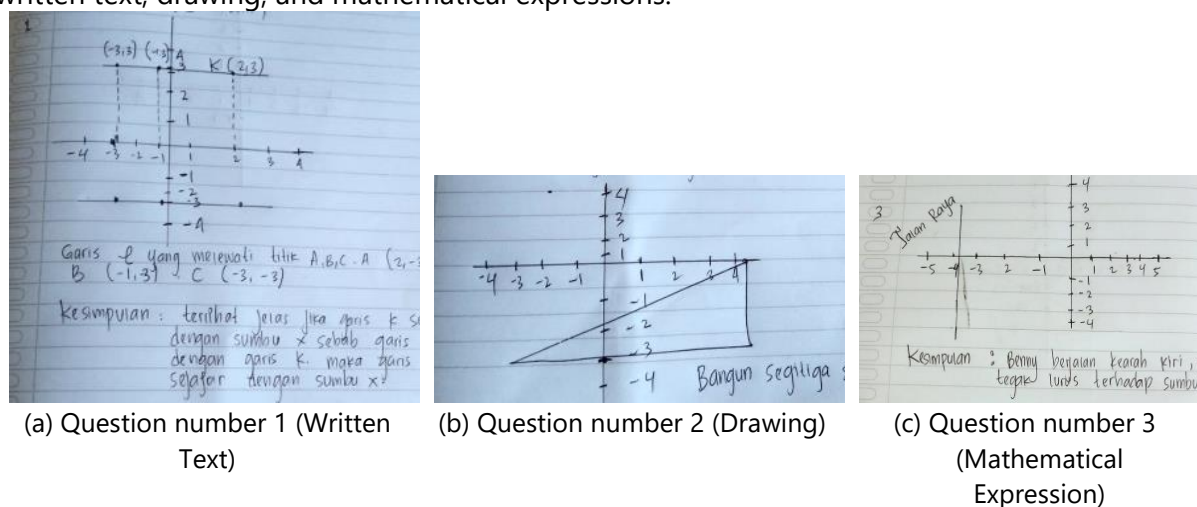 written text, drawing, and mathematical expressions.
1
(-3,3) (-1,3) 4
3 K (2,3)
2
1
-4 -3 -2 -1 1 2 3 4
-1
-2
-3
-4
Garis l yang melewati titik A,B,C. A (2,-3
B (-1,3) C (-3,-3)
Kesimpulan : terlihat jelas jika garis k
dengan sumbu x sebab garis
dengan garis k. maka garis
sejajar dengan sumbu x
4
3
2
1
-4 -3 -2 -1 1 2 3 4
-1
-2
-3
-4 Bangun segitiga
3
Jalan Raya
4
3
2
1
-5 -4 -3 2 -1 1 2 3 4 5
-1
-2
-3
-4
Kesimpulan : Benny berjalan kearah kiri,
tegak lurus terhadap sumbu
(a) Question number 1 (Written
Text)
(b) Question number 2 (Drawing)
(c) Question number 3
(Mathematical
Expression)